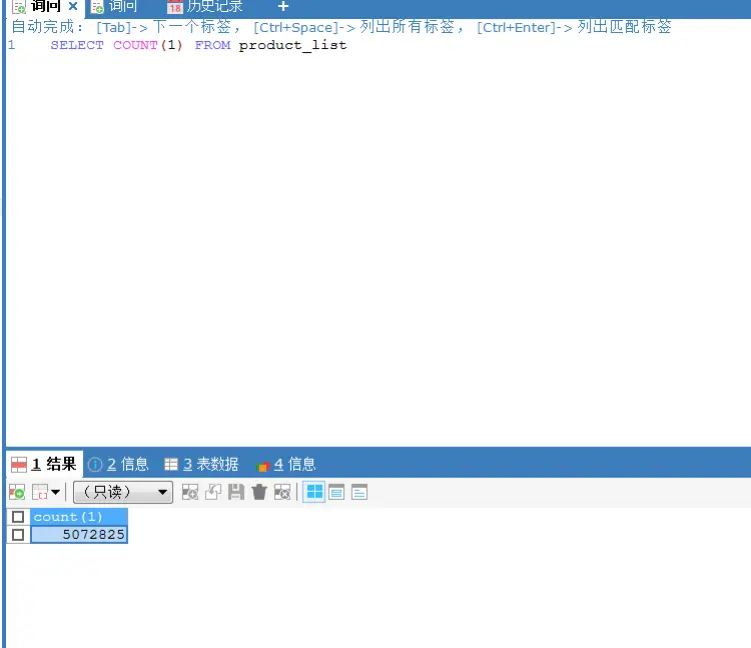 询问 × 询问 18 历史记录 +
自动完成: [Tab]-> 下一个标签, [Ctrl+Space]-> 列出所有标签, [Ctrl+Enter]-> 列出匹配标签
1 SELECT COUNT(1) FROM product_list
1 结果 2 信息 3 表数据 4 信息
(只读)
count(1)
5072825